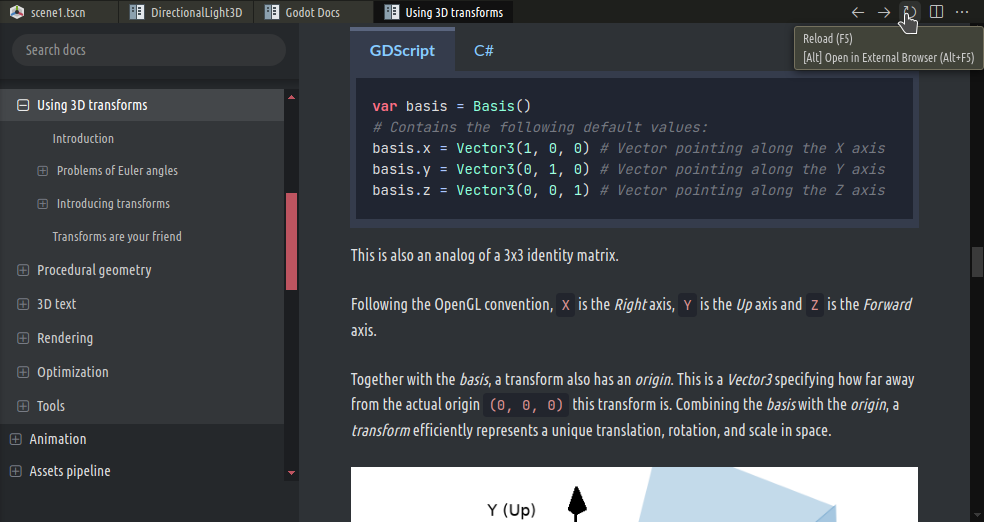 scene1.tscn
DirectionalLight3D
Godot Docs
Using 3D transforms
Reload (F5)
[Alt] Open in External Browser (Alt+F5)
Search docs
Using 3D transforms
Introduction
Problems of Euler angles
Introducing transforms
Transforms are your friend
Procedural geometry
3D text
Rendering
Optimization
Tools
Animation
Assets pipeline
GDScript
C#
var basis = Basis()
# Contains the following default values:
basis.x = Vector3(1, 0, 0) # Vector pointing along the X axis
basis.y = Vector3(0, 1, 0) # Vector pointing along the Y axis
basis.z = Vector3(0, 0, 1) # Vector pointing along the Z axis
This is also an analog of a 3x3 identity matrix.
Following the OpenGL convention, X is the Right axis, Y is the Up axis and Z is the Forward
axis.
Together with the basis, a transform also has an origin. This is a Vector3 specifying how far away
from the actual origin (0, 0, 0) this transform is. Combining the basis with the origin, a
transform efficiently represents a unique translation, rotation, and scale in space.
Y (Up)